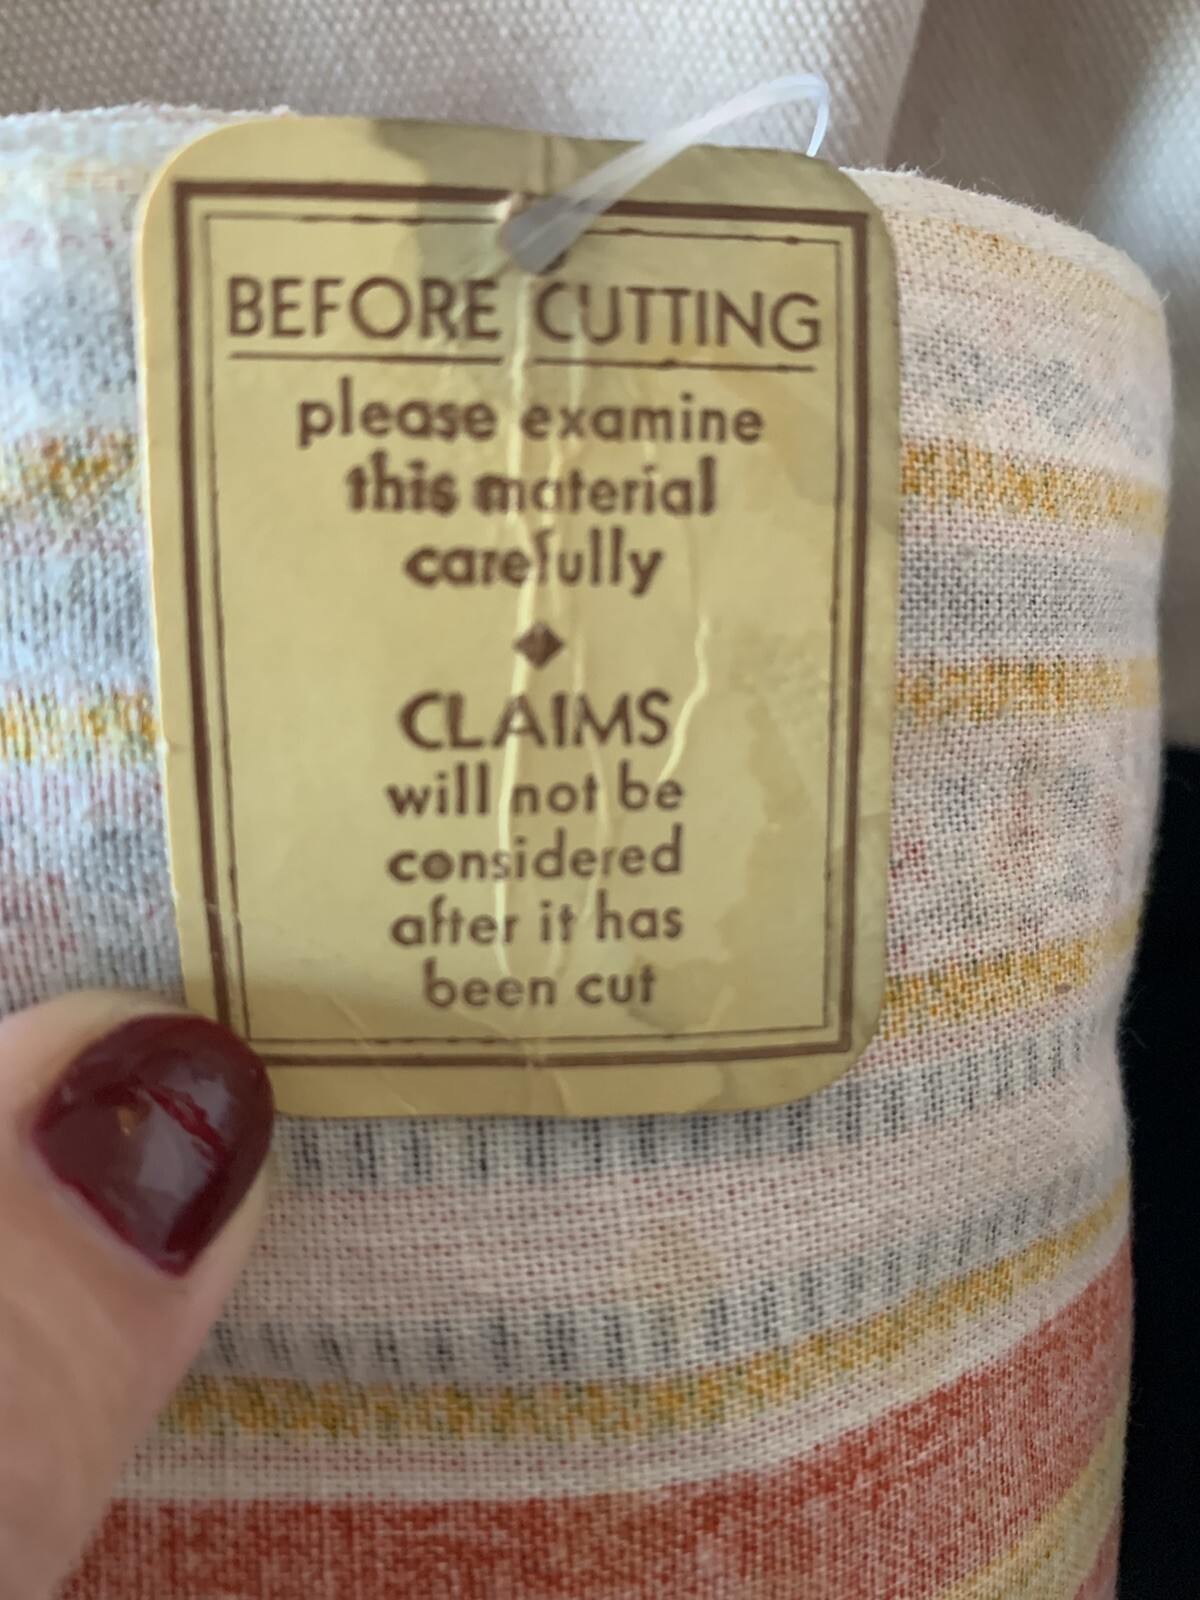 BEFORE CUTTING
please examine
this material
carefully
CLAIMS
will not be
considered
after it has
been cut